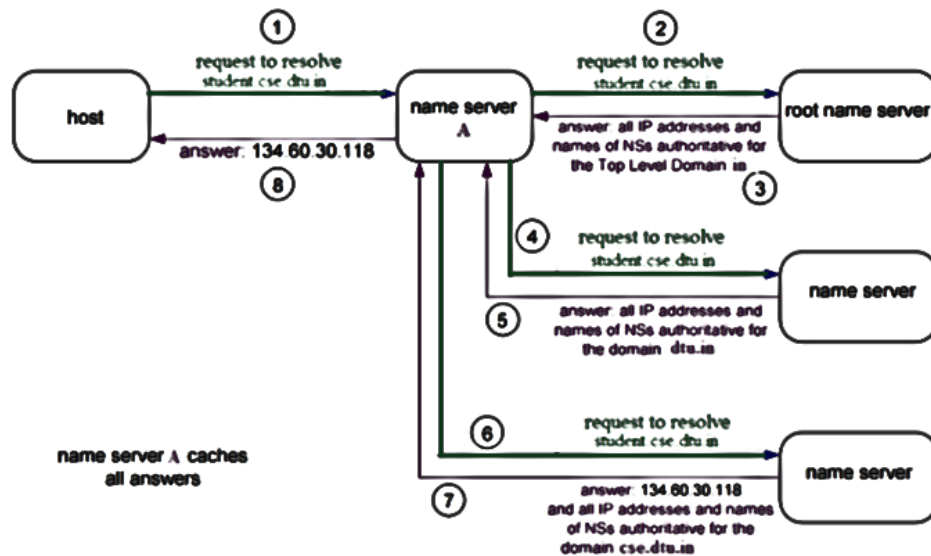 1
2
request to resolve
student cse dtu in
request to resolve
student cse dtu in
host
name server
A
root name server
answer: 134.60.30.118
8
answer: all IP addresses and
names of NSs authoritative for
the Top Level Domain in
3
4
request to resolve
student cse dtu in
name server
5
answer: all IP addresses and
names of NSs authoritative for
the domain dtu.in
6
request to resolve
student cse dtu in
name server A caches
all answers
name server
7
answer: 134.60.30.118
and all IP addresses and names
of NSs authoritative for the
domain cse.dtu.in